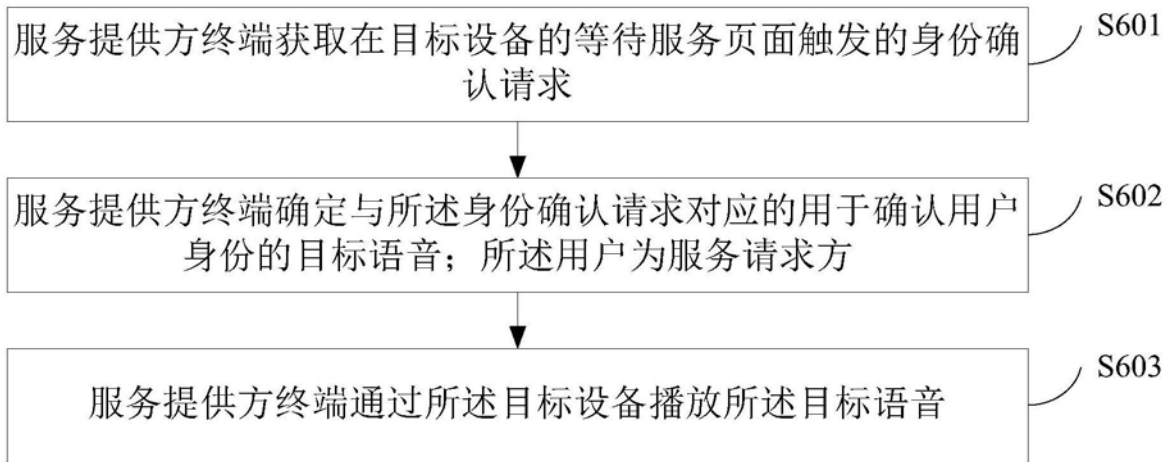 服务提供方终端获取在目标设备的等待服务页面触发的身份确
认请求
S601
服务提供方终端确定与所述身份确认请求对应的用于确认用户
身份的目标语音；所述用户为服务请求方
S602
服务提供方终端通过所述目标设备播放所述目标语音
S603